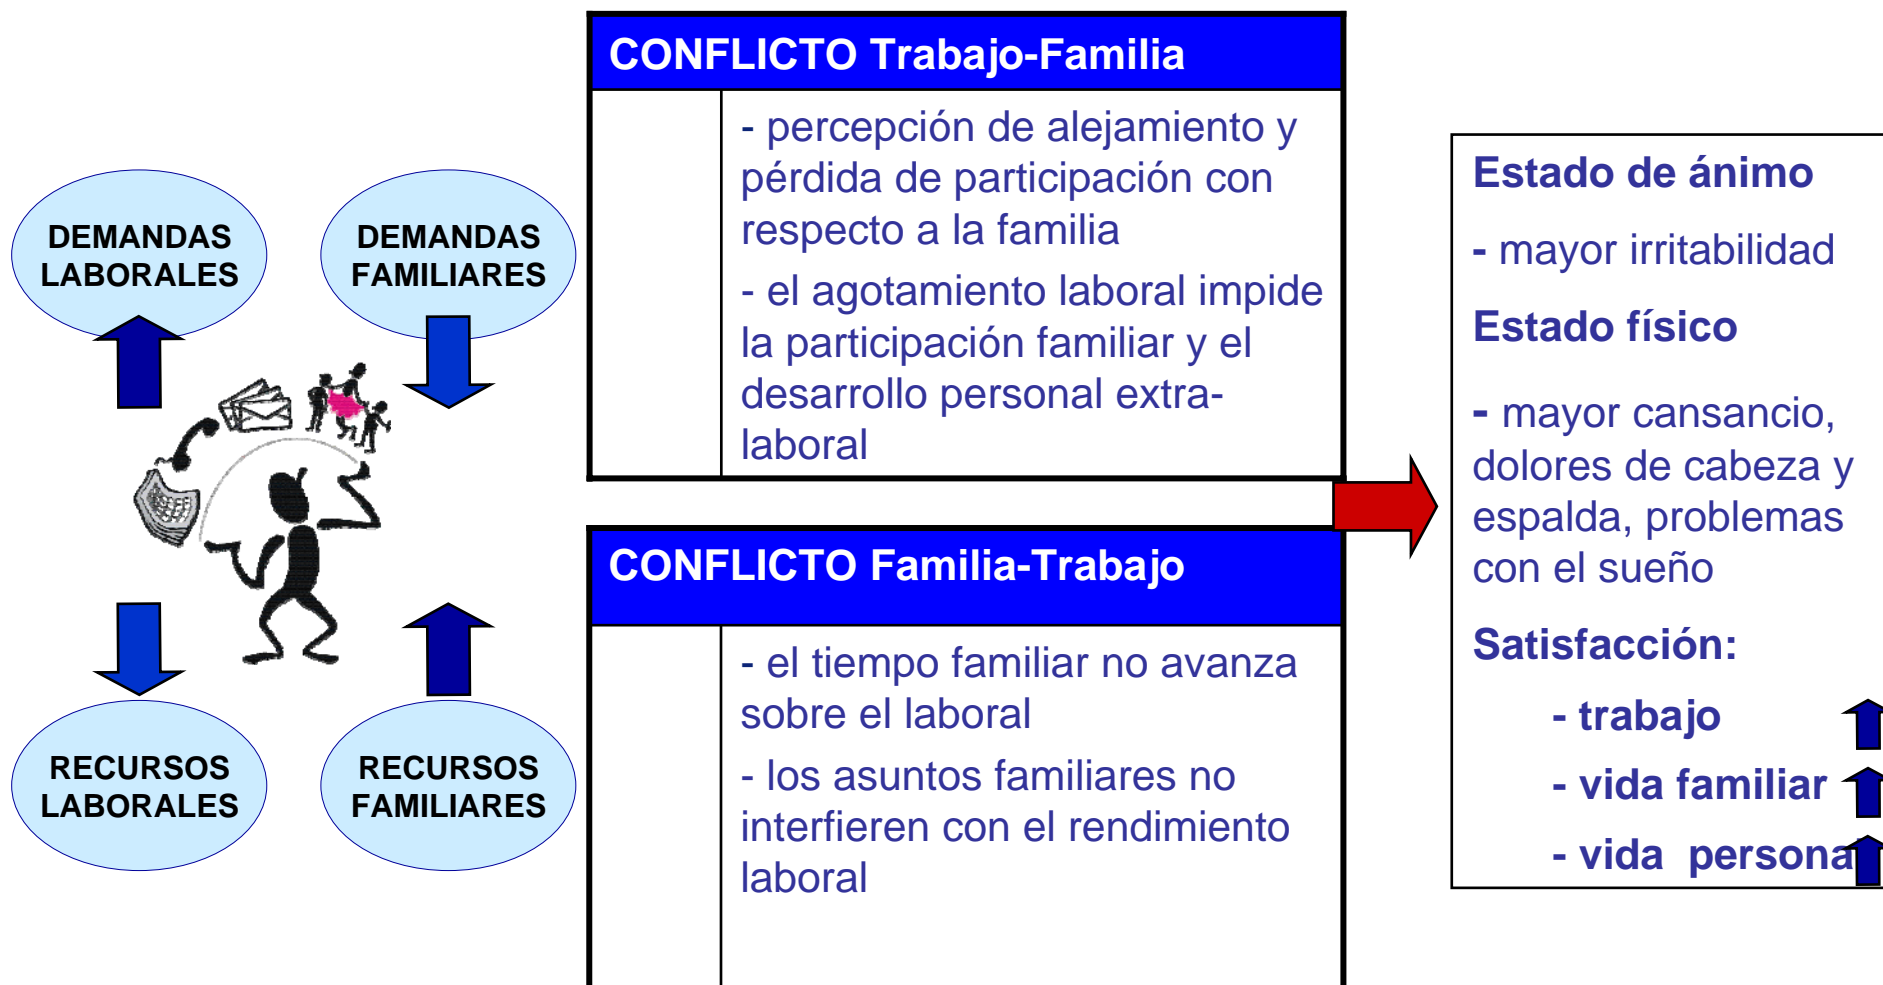 DEMANDAS
LABORALES
DEMANDAS
FAMILIARES
RECURSOS
LABORALES
RECURSOS
FAMILIARES
CONFLICTO Trabajo-Familia
- percepción de alejamiento y
pérdida de participación con
respecto a la familia
- el agotamiento laboral impide
la participación familiar y el
desarrollo personal extra-
laboral
CONFLICTO Familia-Trabajo
- el tiempo familiar no avanza
sobre el laboral
- los asuntos familiares no
interfieren con el rendimiento
laboral
Estado de ánimo
- mayor irritabilidad
Estado físico
- mayor cansancio,
dolores de cabeza y
espalda, problemas
con el sueño
Satisfacción:
- trabajo
- vida familiar
- vida personal